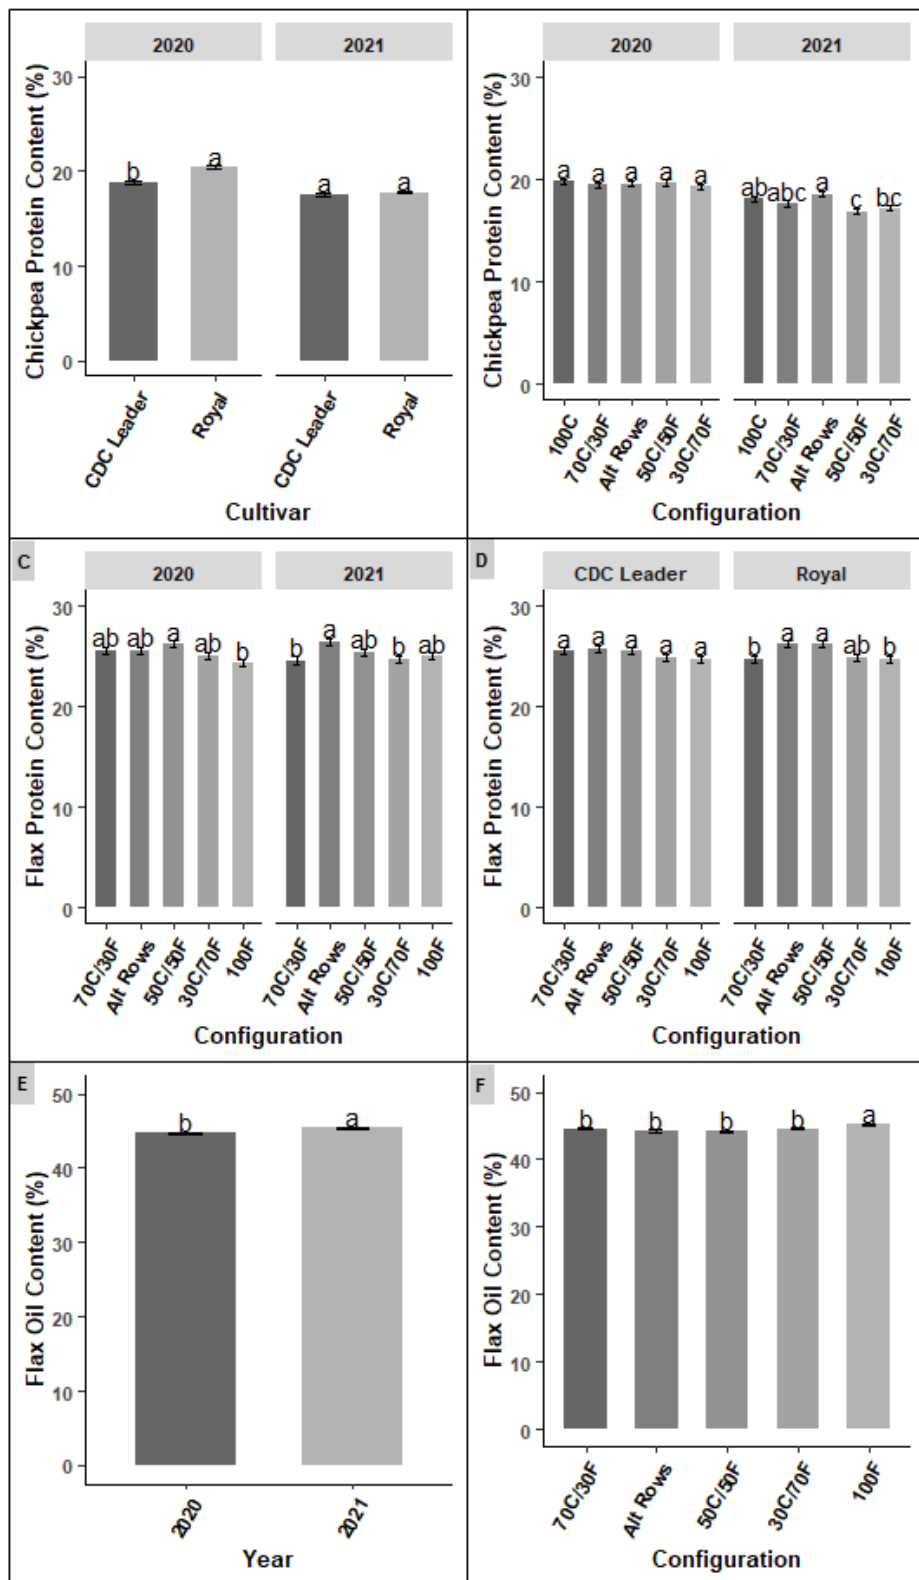 2020 2021
Chickpea Protein Content (%)
30
20
10
0
b a a a
CDC Leader Royal CDC Leader Royal
Cultivar
2020 2021
Chickpea Protein Content (%)
30
20
10
0
a a a a a ab abc a c bc
100C 70C/30F Alt Rows 50C/50F 30C/70F 100C 70C/30F Alt Rows 50C/50F 30C/70F
Configuration
C
2020 2021
Flax Protein Content (%)
30
20
10
0
ab ab a ab b b a ab b ab
70C/30F Alt Rows 50C/50F 30C/70F 100F 70C/30F Alt Rows 50C/50F 30C/70F 100F
Configuration
D
CDC Leader Royal
Flax Protein Content (%)
30
20
10
0
a a a a a b a a ab b
70C/30F Alt Rows 50C/50F 30C/70F 100F 70C/30F Alt Rows 50C/50F 30C/70F 100F
Configuration
E
Flax Oil Content (%)
50
40
30
20
10
0
b a
2020 2021
Year
F
Flax Oil Content (%)
50
40
30
20
10
0
b b b b a
70C/30F Alt Rows 50C/50F 30C/70F 100F
Configuration